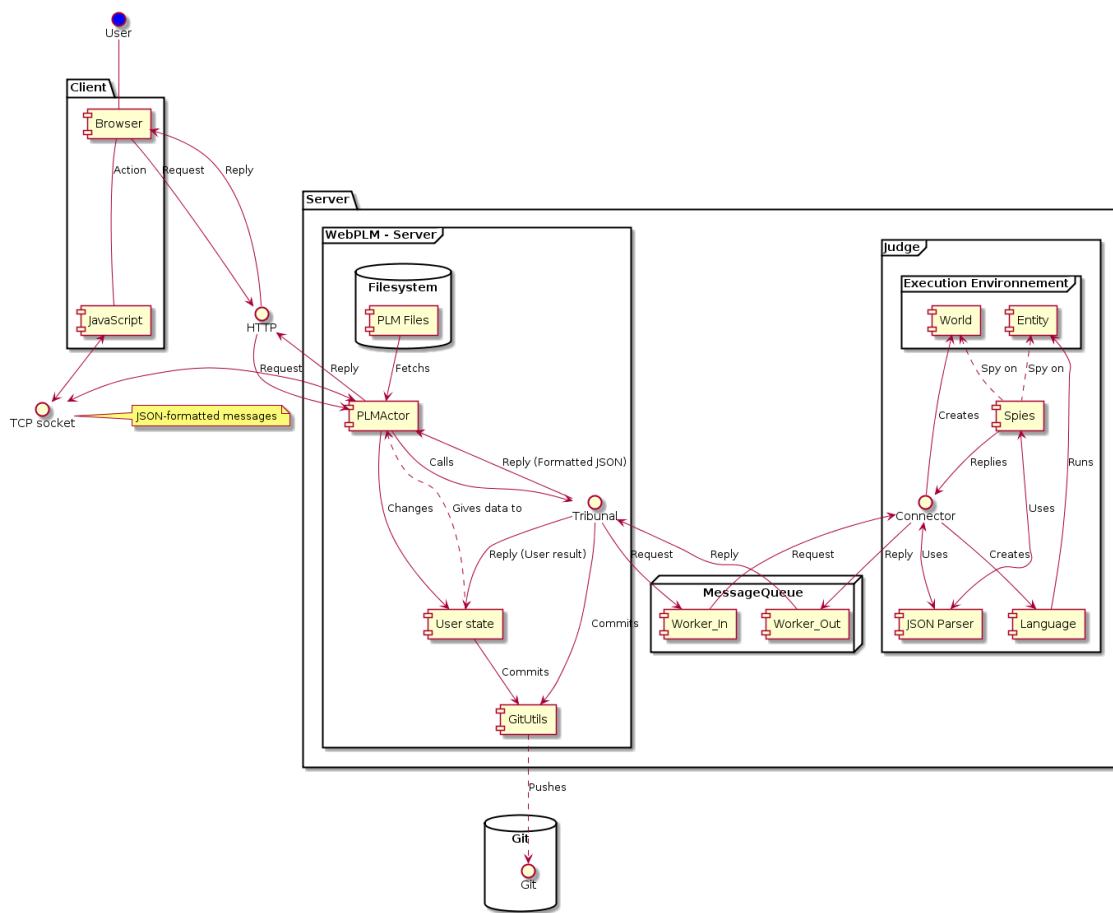 User
Client
Browser
Action
Request
Reply
Server
WebPLM - Server
Judge
Filesystem
Execution Environnement
PLM Files
World
Entity
JavaScript
HTTP
Request
Reply
Fetchs
Spy on
Spy on
TCP socket
JSON-formatted messages
PLMActor
Creates
Spies
Calls
Reply (Formatted JSON)
Replies
Runs
Changes
Gives data to
Tribunal
Connector
Uses
Reply (User result)
Request
Reply
Request
Reply
Uses
Creates
MessageQueue
User state
Worker_In
Worker_Out
JSON Parser
Language
Commits
Commits
GitUtils
Pushes
Git
Git